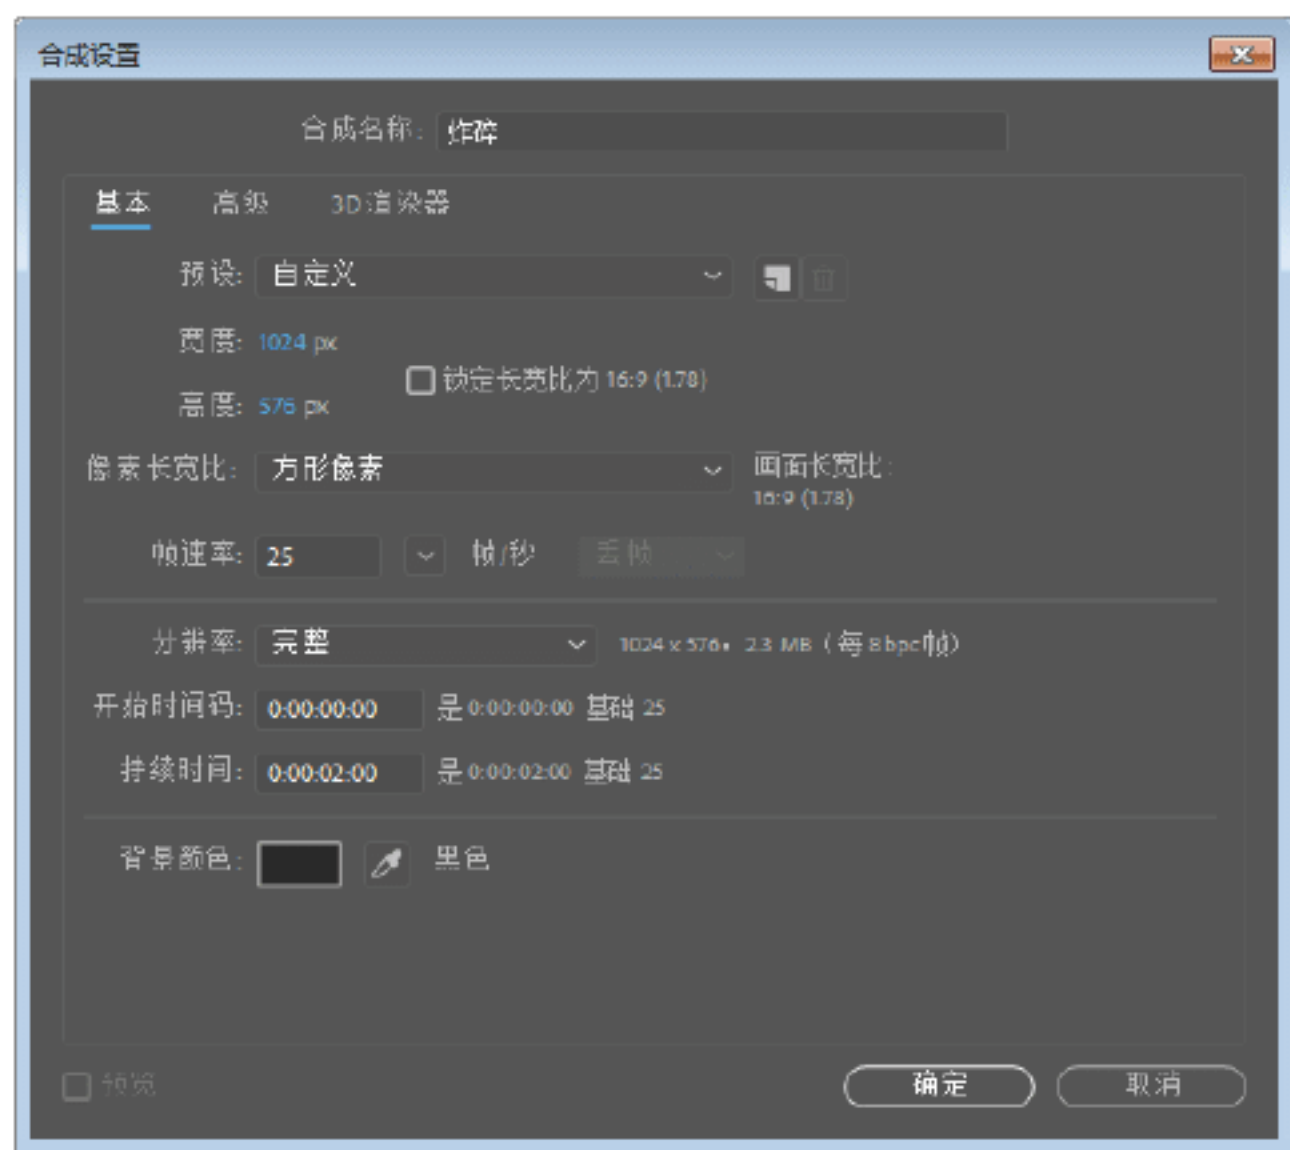 合成设置
合成名称: 炸碎
基本 高级 3D渲染器
预设: 自定义
宽度: 1024 px
锁定长宽比为 16:9 (1.78)
高度: 576 px
像素长宽比: 方形像素 画面长宽比:
16:9 (1.78)
帧速率: 25 帧/秒 丢帧
分辨率: 完整 1024 x 576，2.3 MB（每 8bpc帧）
开始时间码: 0:00:00:00 是 0:00:00:00 基础 25
持续时间: 0:00:02:00 是 0:00:02:00 基础 25
背景颜色: 黑色
预览 确定 取消